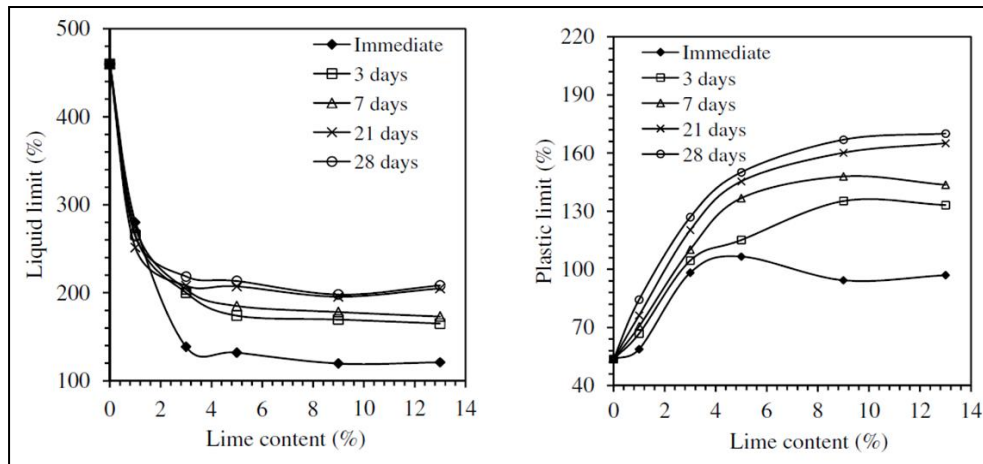 500
400
300
200
100
Liquid limit (%)
0 2 4 6 8 10 12 14
Lime content (%)
Immediate
3 days
7 days
21 days
28 days
220
190
160
130
100
70
40
Plastic limit (%)
0 2 4 6 8 10 12 14
Lime content (%)
Immediate
3 days
7 days
21 days
28 days